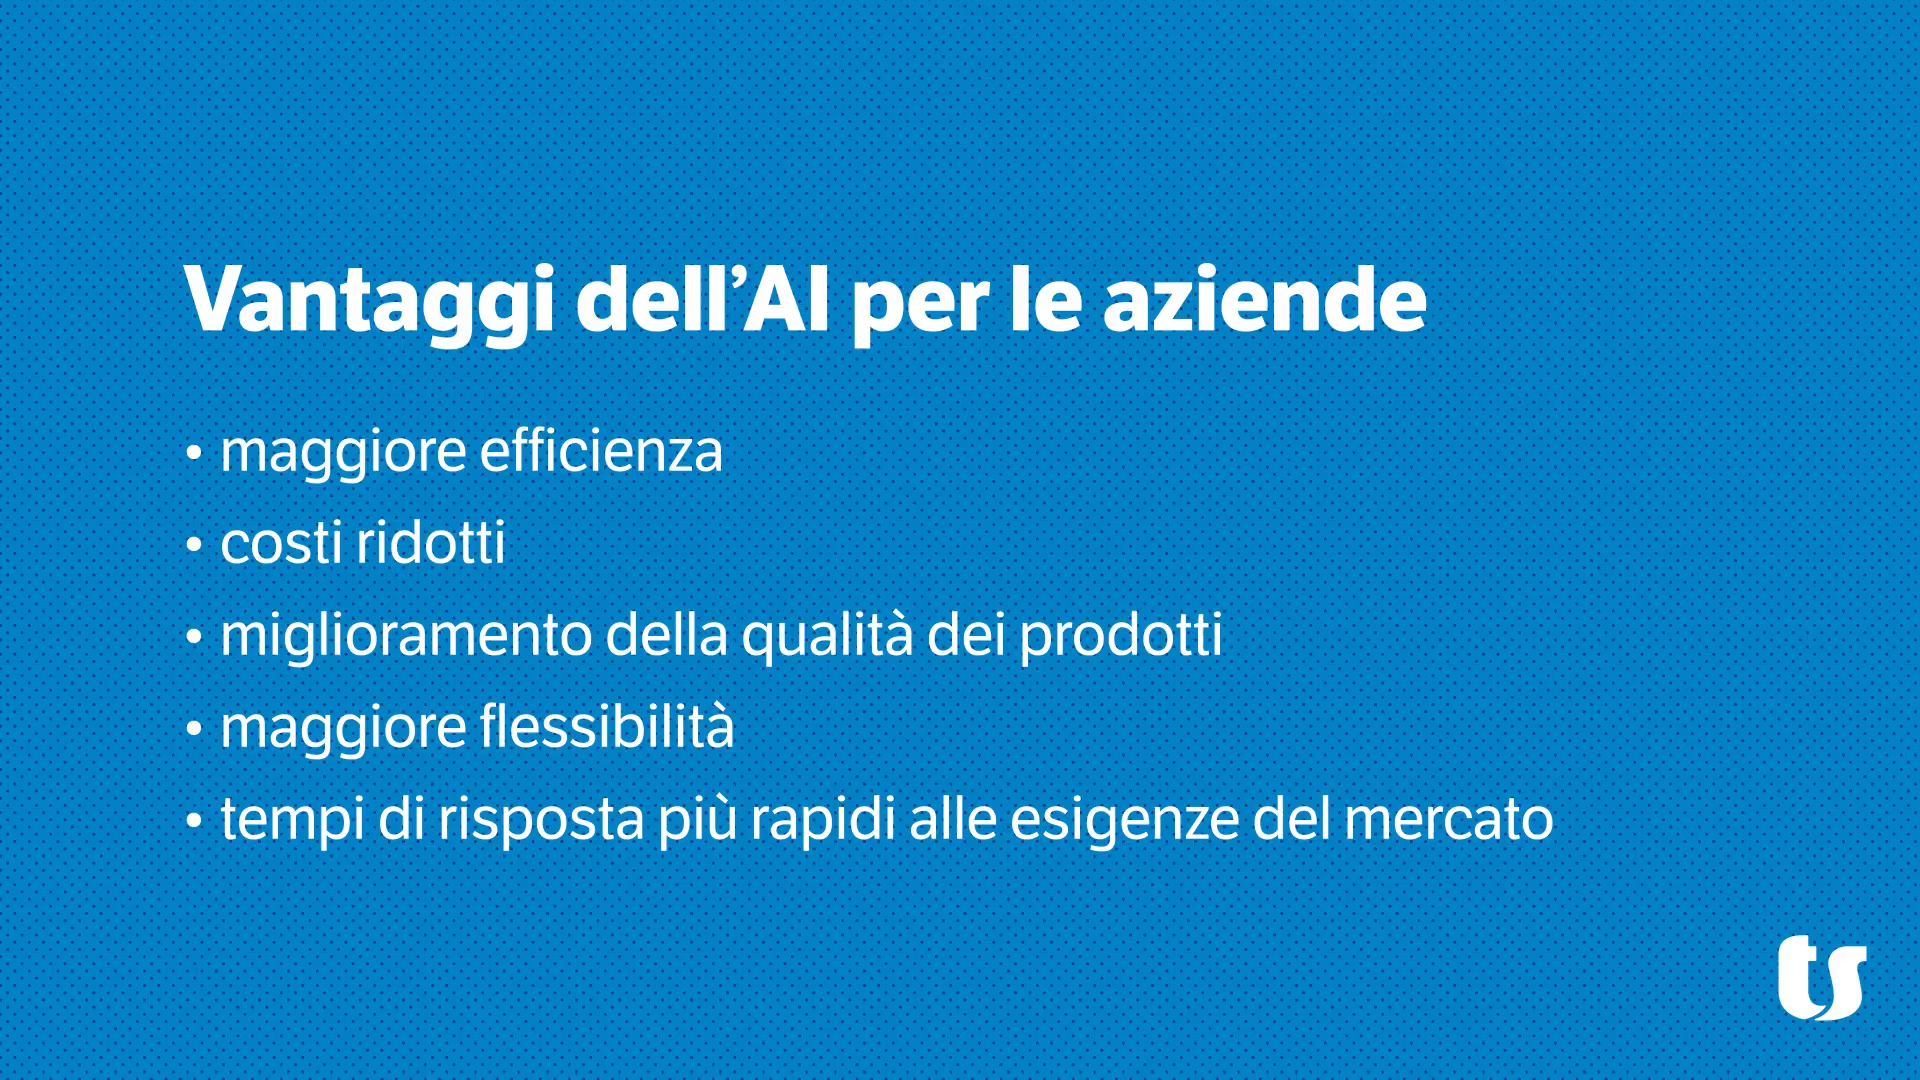 Vantaggi dell’AI per le aziende
• maggiore efficienza
• costi ridotti
• miglioramento della qualità dei prodotti
• maggiore flessibilità
• tempi di risposta più rapidi alle esigenze del mercato
ts